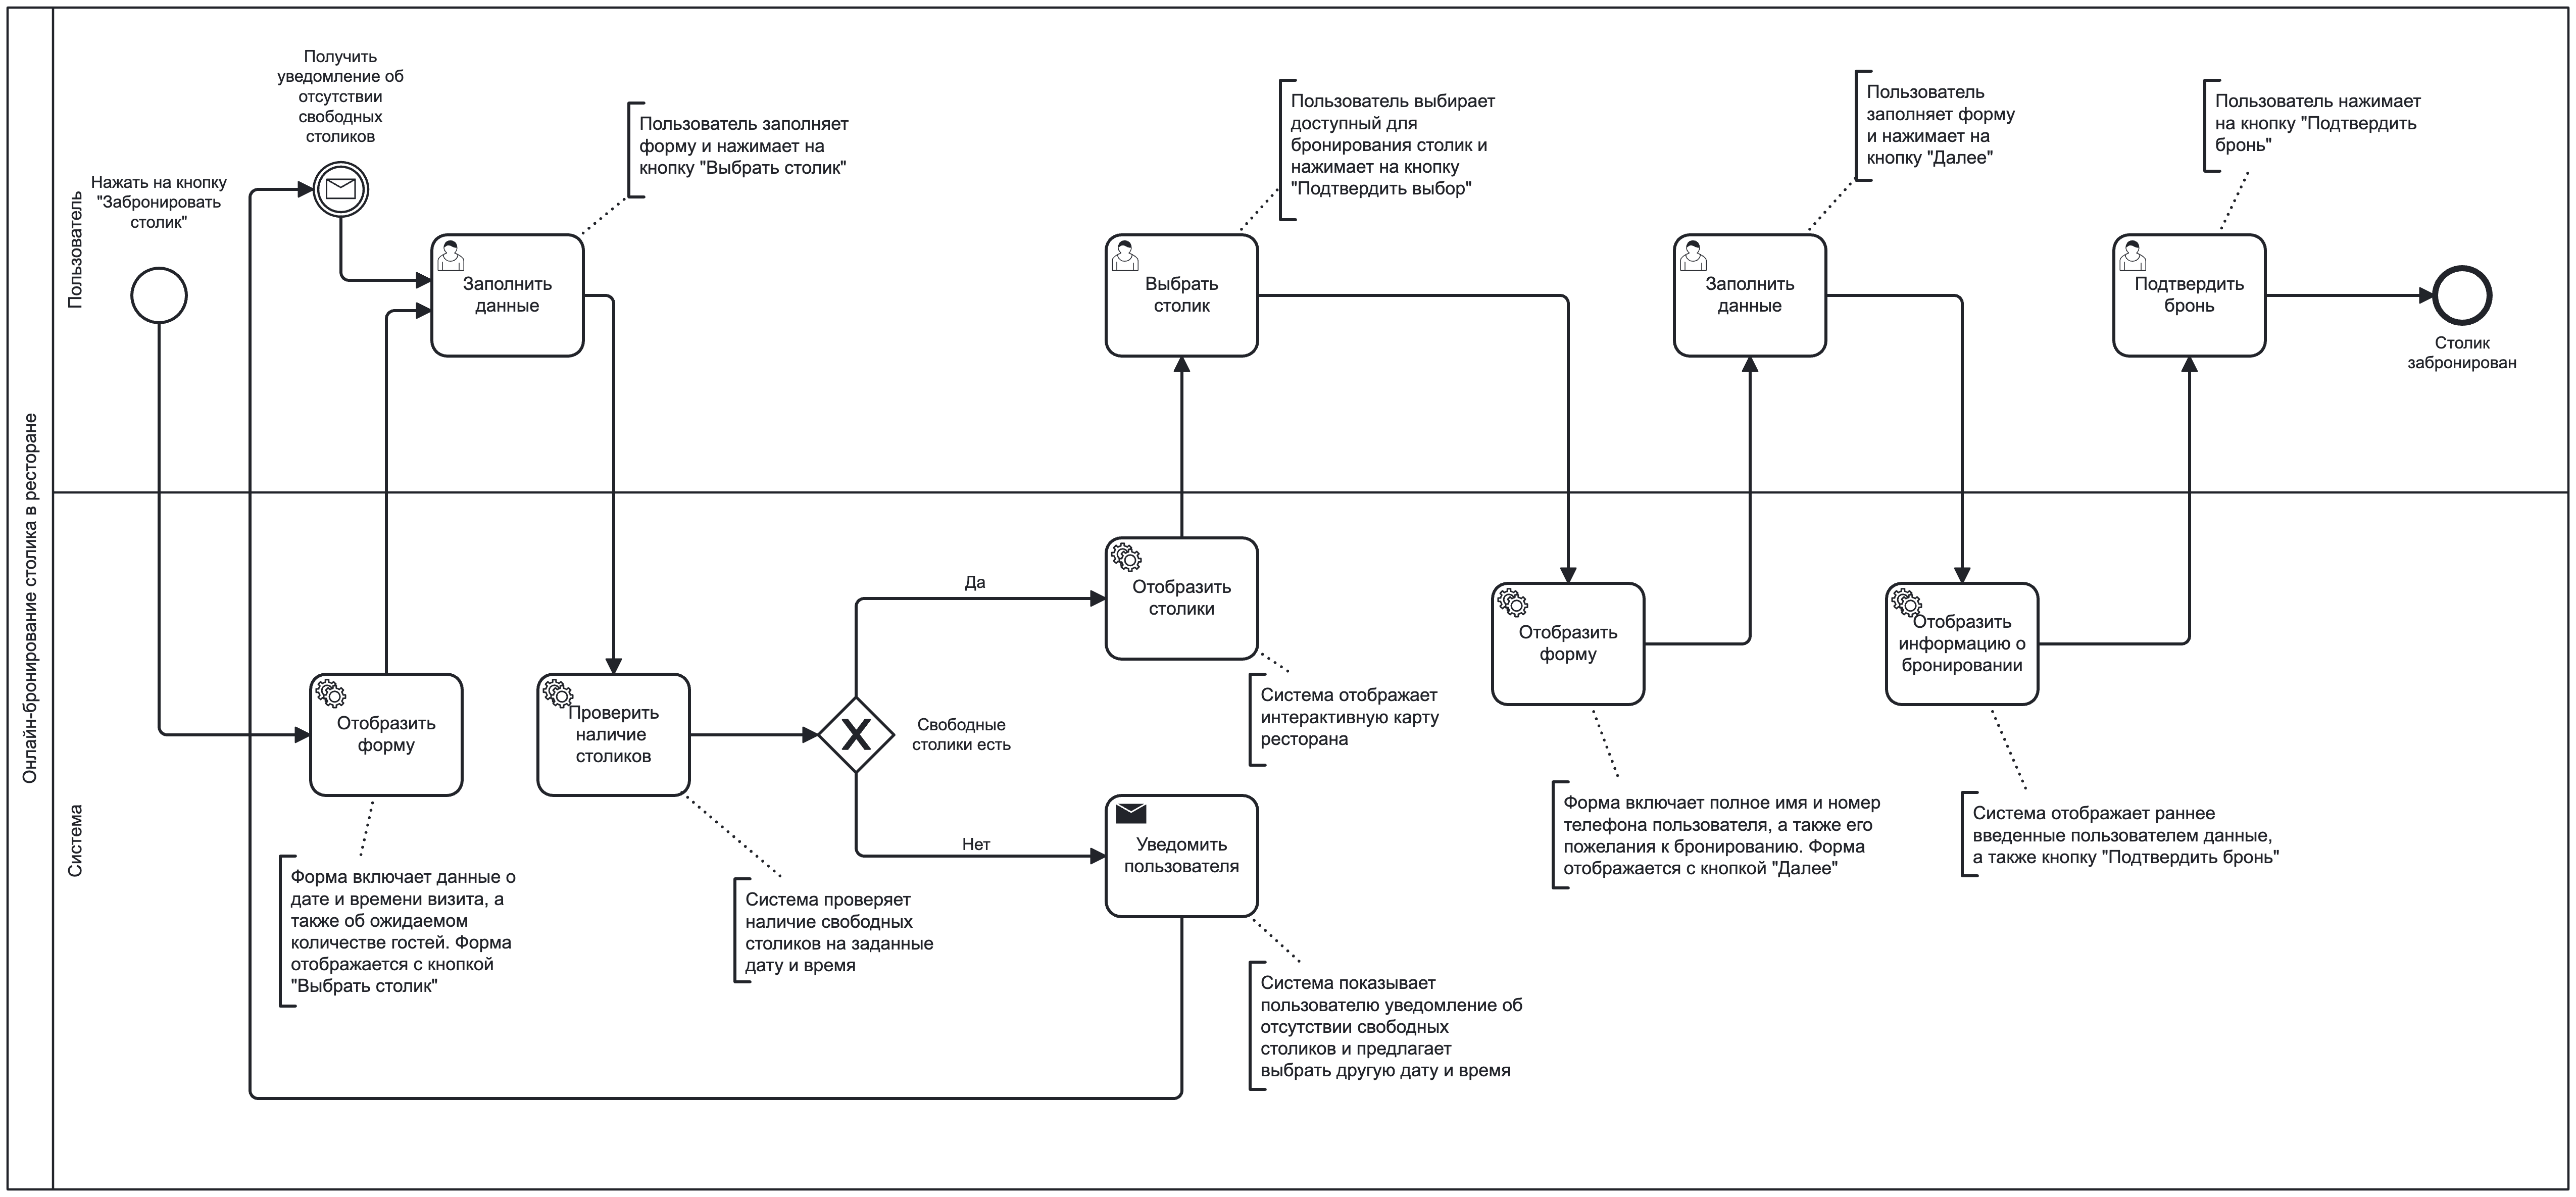 Онлайн-бронирование столика в ресторане
Пользователь
Получить
уведомление об
отсутствии
свободных
столиков
Нажать на кнопку
"Забронировать
столик"
Заполнить
данные
Пользователь заполняет
форму и нажимает на
кнопку "Выбрать столик"
Выбрать
столик
Пользователь выбирает
доступный для
бронирования столик и
нажимает на кнопку
"Подтвердить выбор"
Заполнить
данные
Пользователь
заполняет форму
и нажимает на
кнопку "Далее"
Подтвердить
бронь
Пользователь нажимает
на кнопку "Подтвердить
бронь"
Столик
забронирован
Система
Отобразить
форму
Форма включает данные о
дате и времени визита, а
также об ожидаемом
количестве гостей. Форма
отображается с кнопкой
"Выбрать столик"
Проверить
наличие
столиков
Система проверяет
наличие свободных
столиков на заданные
дату и время
Свободные
столики есть
Да
Нет
Отобразить
столики
Система отображает
интерактивную карту
ресторана
Уведомить
пользователя
Система показывает
пользователю уведомление об
отсутствии свободных
столиков и предлагает
выбрать другую дату и время
Отобразить
форму
Форма включает полное имя и номер
телефона пользователя, а также его
пожелания к бронированию. Форма
отображается с кнопкой "Далее"
Отобразить
информацию о
бронировании
Система отображает раннее
введенные пользователем данные,
а также кнопку "Подтвердить бронь"